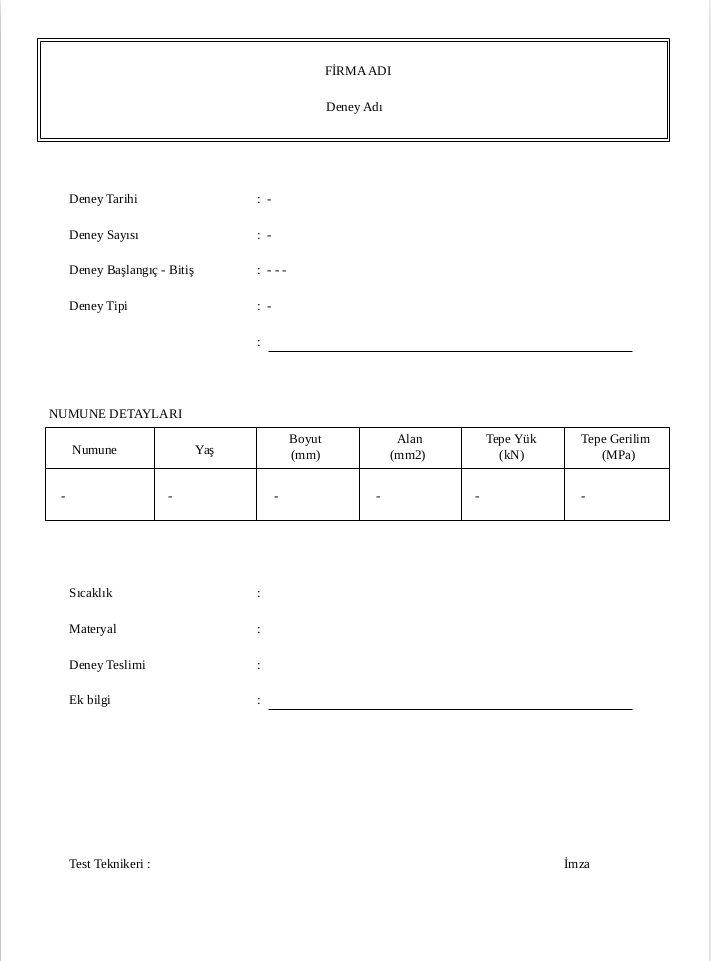 FİRMA ADI
Deney Adı
Deney Tarihi : -
Deney Sayısı : -
Deney Başlangıç - Bitiş : - - -
Deney Tipi : -
:
NUMUNE DETAYLARI
Numune Yaş Boyut (mm) Alan (mm2) Tepe Yük (kN) Tepe Gerilim (MPa)
- - - - - -
Sıcaklık :
Materyal :
Deney Teslimi :
Ek bilgi :
Test Teknikeri : İmza